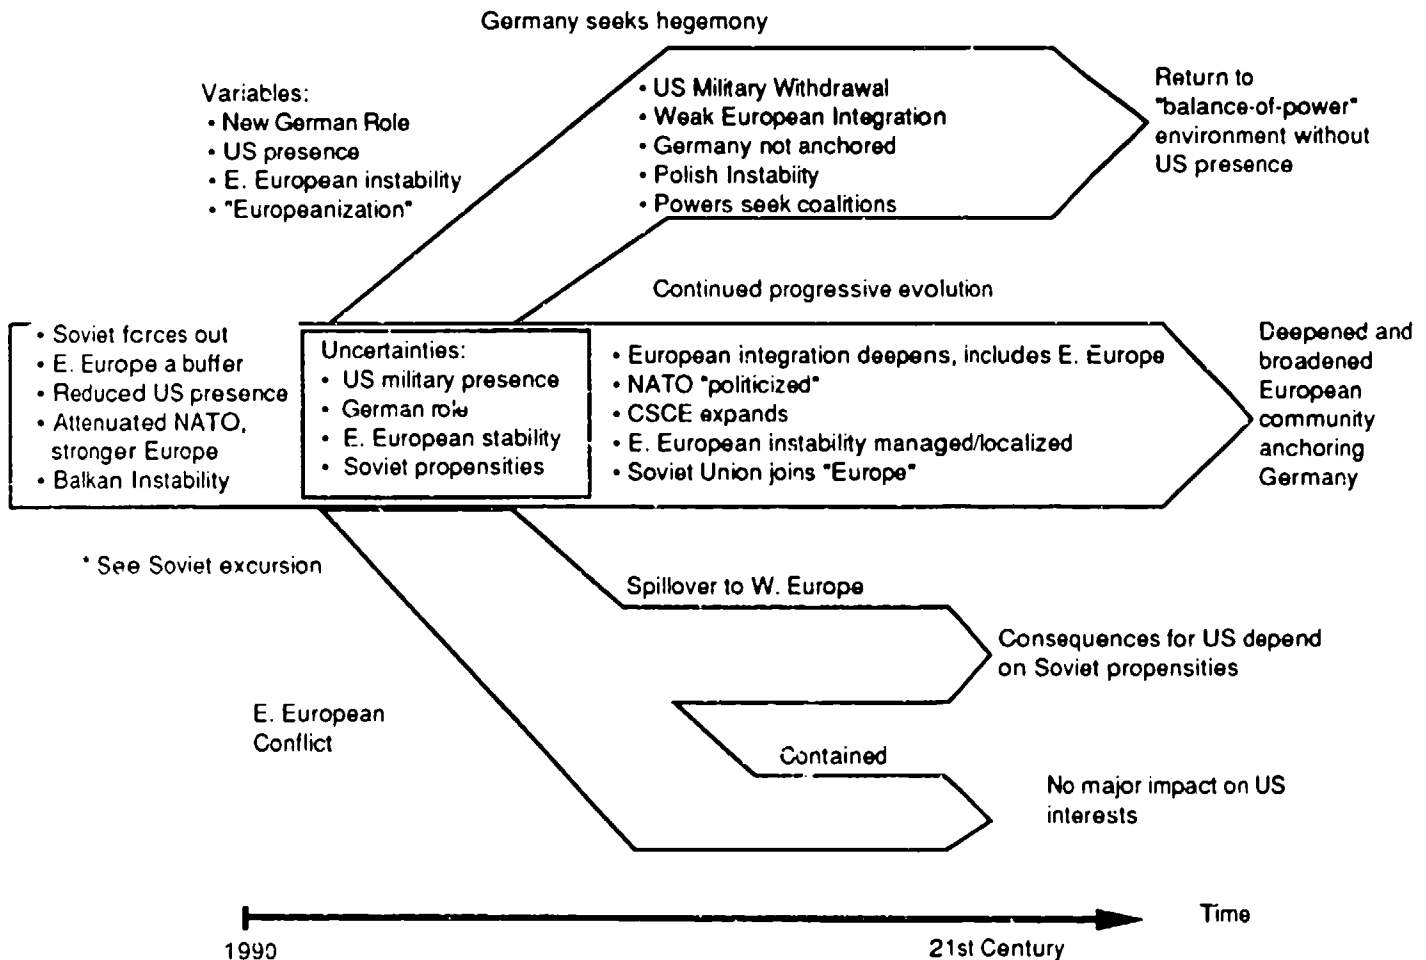 Germany seeks hegemony
Variables:
• New German Role
• US presence
• E. European instability
• "Europeanization"
• US Military Withdrawal
• Weak European Integration
• Germany not anchored
• Polish Instabiity
• Powers seek coalitions
Return to
"balance-of-power"
environment without
US presence
Continued progressive evolution
• Soviet forces out
• E. Europe a buffer
• Reduced US presence
• Attenuated NATO,
stronger Europe
• Balkan Instability
Uncertainties:
• US military presence
• German role
• E. European stability
• Soviet propensities
• European integration deepens, includes E. Europe
• NATO "politicized"
• CSCE expands
• E. European instability managed/localized
• Soviet Union joins "Europe"
Deepened and
broadened
European
community
anchoring
Germany
* See Soviet excursion
Spillover to W. Europe
Consequences for US depend
on Soviet propensities
E. European
Conflict
Contained
No major impact on US
interests
Time
1990
21st Century